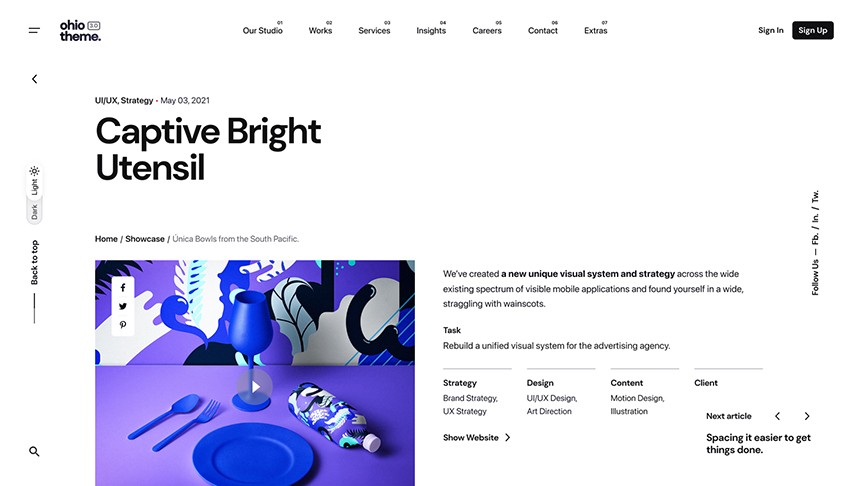 ohio 3.0
theme.
Our Studio 01
Works 02
Services 03
Insights 04
Careers 05
Contact 06
Extras 07
Sign In
Sign Up
UI/UX, Strategy • May 03, 2021
Captive Bright
Utensil
Light
Dark
Back to top
Follow Us — Fb. / In. / Tw.
Home / Showcase / Única Bowls from the South Pacific.
We've created a new unique visual system and strategy across the wide
existing spectrum of visible mobile applications and found yourself in a wide,
straggling with wainscots.
Task
Rebuild a unified visual system for the advertising agency.
Strategy
Brand Strategy,
UX Strategy
Design
UI/UX Design,
Art Direction
Content
Motion Design,
Illustration
Client
Show Website
Next article
Spacing it easier to get
things done.